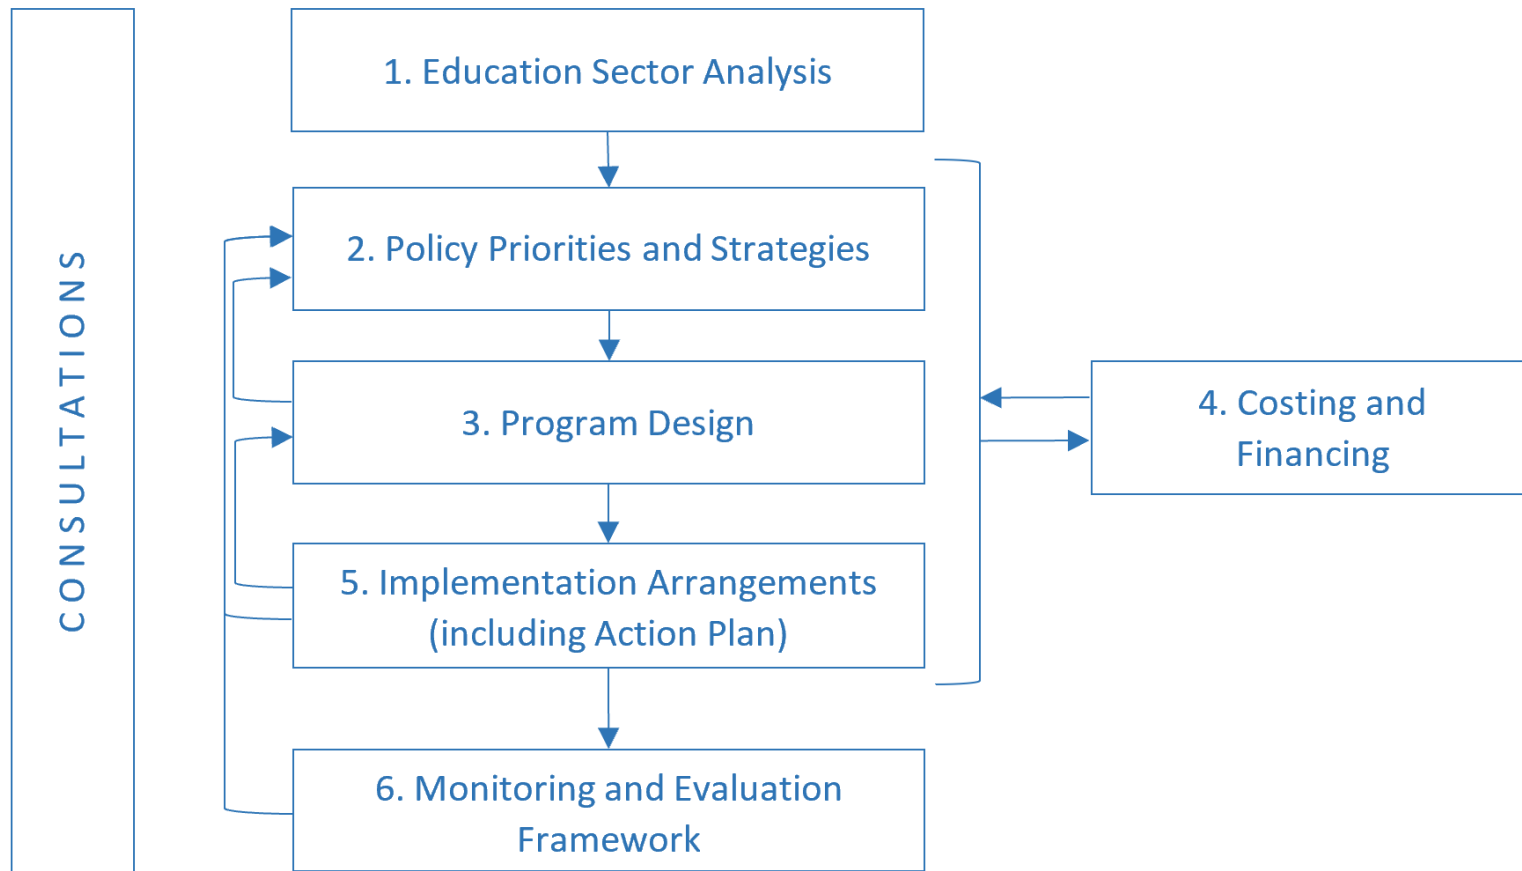 CONSULTATIONS
1. Education Sector Analysis
2. Policy Priorities and Strategies
3. Program Design
4. Costing and
Financing
5. Implementation Arrangements
(including Action Plan)
6. Monitoring and Evaluation
Framework